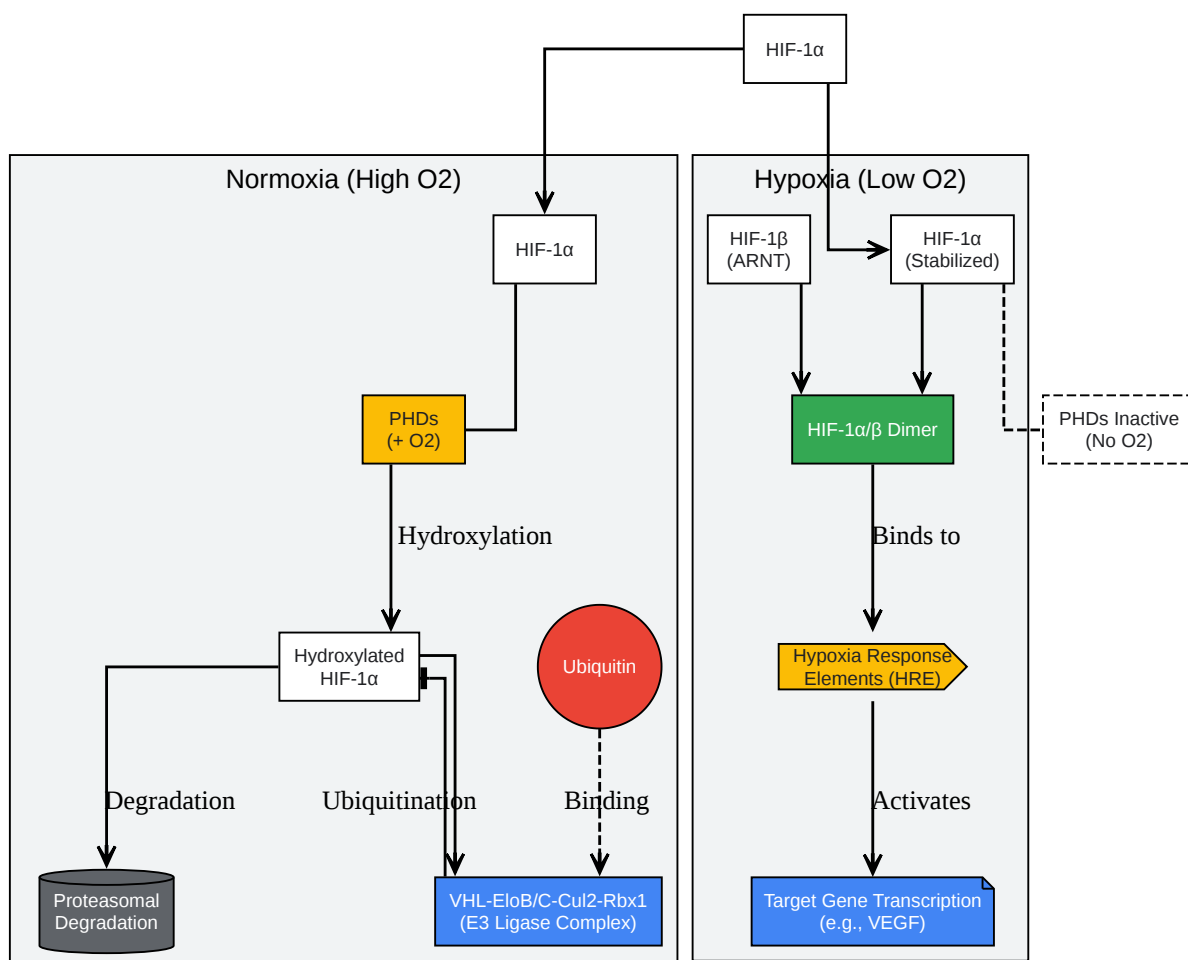 HIF-1α
Normoxia (High O2)
Hypoxia (Low O2)
HIF-1α
HIF-1β
(ARNT)
HIF-1α
(Stabilized)
PHDs
(+ O2)
HIF-1α/β Dimer
PHDs Inactive
(No O2)
Hydroxylation
Binds to
Hydroxylated
HIF-1α
Ubiquitin
Hypoxia Response
Elements (HRE)
Degradation
Ubiquitination
Binding
Activates
Proteasomal
Degradation
VHL-EloB/C-Cul2-Rbx1
(E3 Ligase Complex)
Target Gene Transcription
(e.g., VEGF)